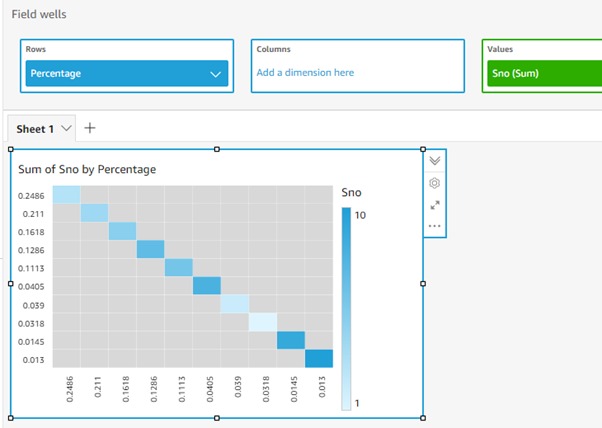 Field wells
Rows
Columns
Values
Percentage
Add a dimension here
Sno (Sum)
Sheet 1
Sum of Sno by Percentage
Sno
10
1
0.2486
0.211
0.1618
0.1286
0.1113
0.0405
0.039
0.0318
0.0145
0.013
0.2486
0.211
0.1618
0.1286
0.1113
0.0405
0.039
0.0318
0.0145
0.013